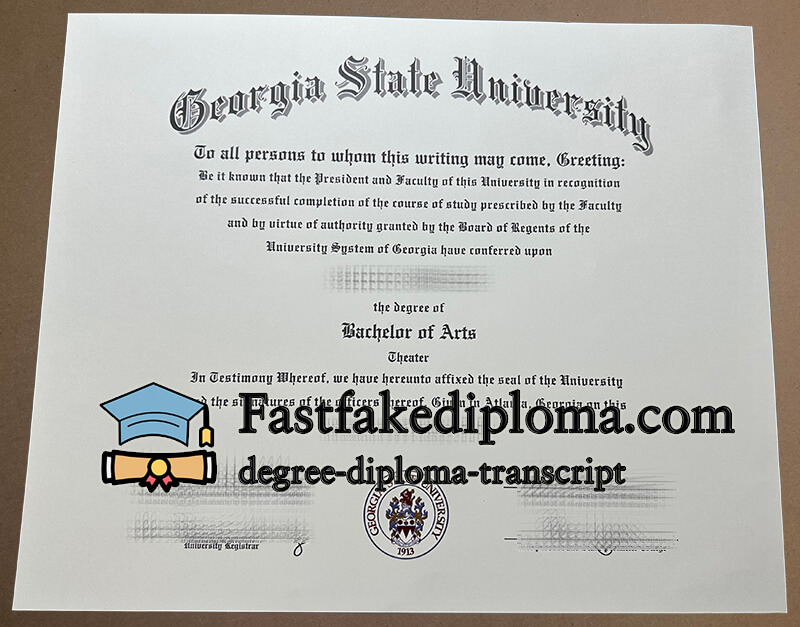 Georgia State University
To all persons to whom this writing may come, Greeting:
Be it known that the President and Faculty of this University in recognition
of the successful completion of the course of study prescribed by the Faculty
and by virtue of authority granted by the Board of Regents of the
University System of Georgia have conferred upon
the degree of
Bachelor of Arts
Theater
In Testimony Whereof, we have hereunto affixed the seal of the University
the signatures of the officers thereof. Given in Atlanta, Georgia on this
Fastfakediploma.com
degree-diploma-transcript
GEORGIA UNIVERSITY
1913
University Registrar